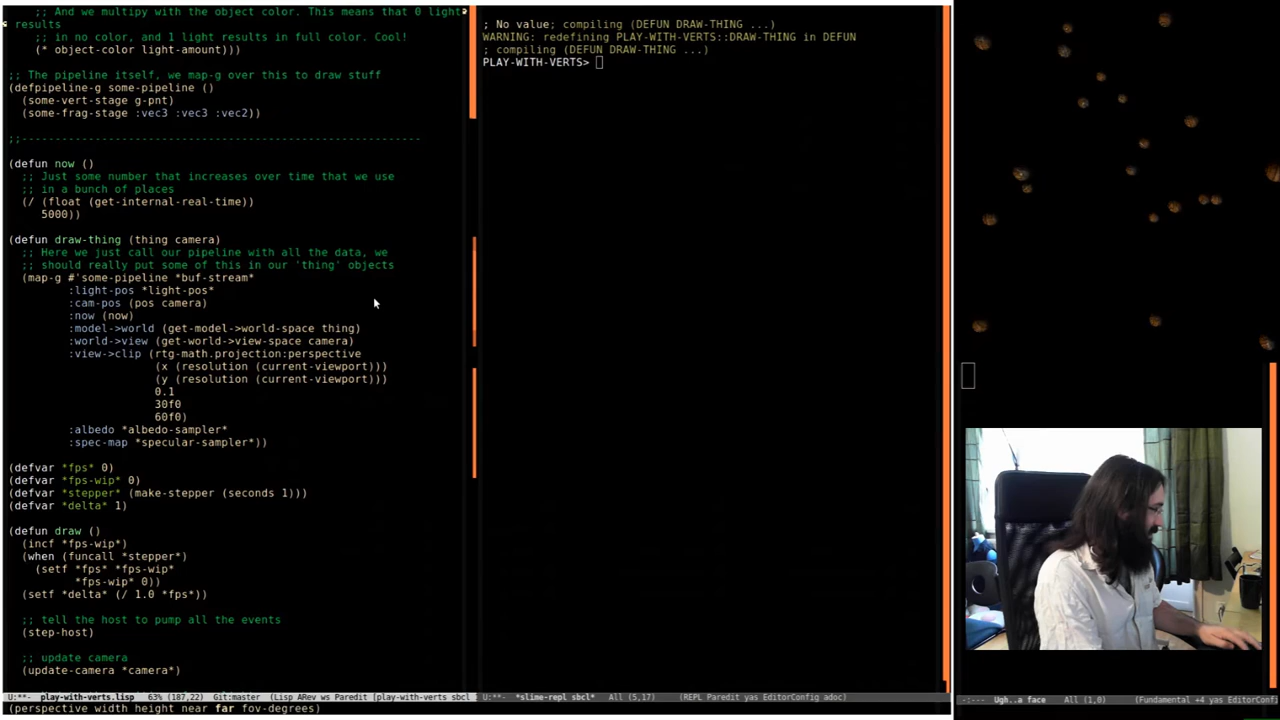 ;; And we multipy with the object color. This means that 0 light
results
;; in no color, and 1 light results in full color. Cool!
(* object-color light-amount)))
;; The pipeline itself, we map-g over this to draw stuff
(defpipeline-g some-pipeline ()
(some-vert-stage g-pnt)
(some-frag-stage :vec3 :vec3 :vec2))
;;------------------------------------------------------------
(defun now ()
;; Just some number that increases over time that we use
;; in a bunch of places
(/ (float (get-internal-real-time))
5000))
(defun draw-thing (thing camera)
;; Here we just call our pipeline with all the data, we
;; should really put some of this in our 'thing' objects
(map-g #'some-pipeline *buf-stream*
:light-pos *light-pos*
:cam-pos (pos camera)
:now (now)
:model->world (get-model->world-space thing)
:world->view (get-world->view-space camera)
:view->clip (rtg-math.projection:perspective
(x (resolution (current-viewport)))
(y (resolution (current-viewport)))
0.1
30f0
60f0)
:albedo *albedo-sampler*
:spec-map *specular-sampler*))
(defvar *fps* 0)
(defvar *fps-wip* 0)
(defvar *stepper* (make-stepper (seconds 1)))
(defvar *delta* 1)
(defun draw ()
(incf *fps-wip*)
(when (funcall *stepper*)
(setf *fps* *fps-wip*
*fps-wip* 0))
(setf *delta* (/ 1.0 *fps*))
;; tell the host to pump all the events
(step-host)
;; update camera
(update-camera *camera*)
U:**- play-with-verts.lisp 63% (187,22) Git:master (Lisp ARev ws Paredit [play-with-verts sbcl
(perspective width height near far fov-degrees)
; No value; compiling (DEFUN DRAW-THING ...)
WARNING: redefining PLAY-WITH-VERTS::DRAW-THING in DEFUN
; compiling (DEFUN DRAW-THING ...)
PLAY-WITH-VERTS>
U:**- *slime-repl sbcl* All (5,17) (REPL Paredit yas EditorConfig adoc)
-:--- Ugh..a face All (1,0) (Fundamental +4 yas EditorConf